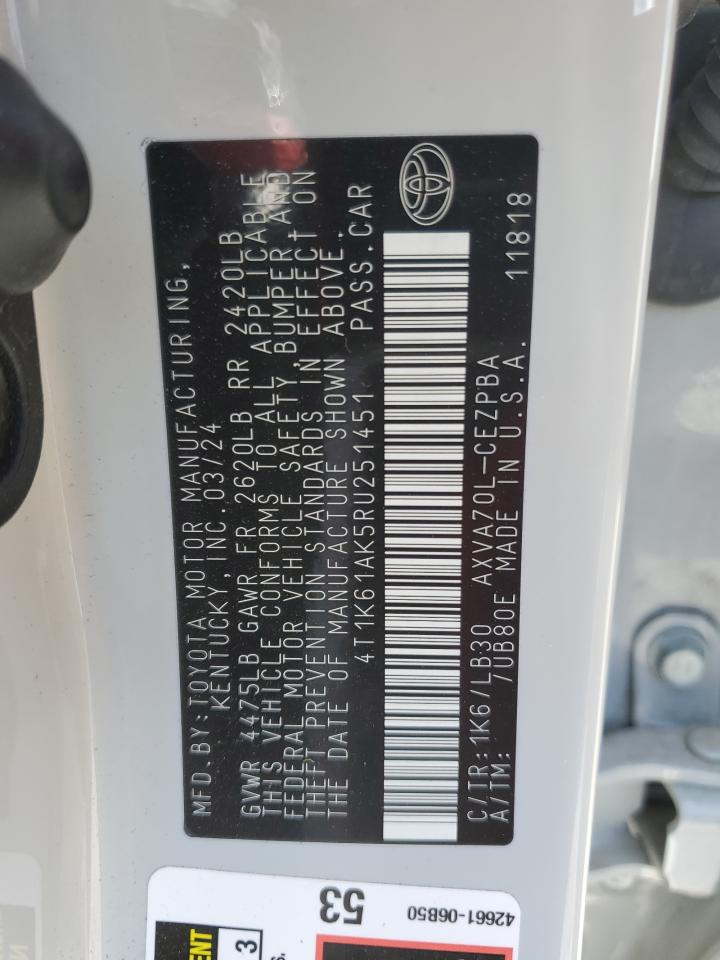 MFD. BY: TOYOTA MOTOR MANUFACTURING,
KENTUCKY, INC. 03/24
GVWR 4475LB GAWR FR 2620LB RR 2420LB
THIS VEHICLE CONFORMS TO ALL APPLICABLE
FEDERAL MOTOR VEHICLE SAFETY, BUMPER AND
THEFT PREVENTION STANDARDS IN EFFECT ON
THE DATE OF MANUFACTURE SHOWN ABOVE.
4T1K61AK5RU251451 PASS.CAR
C/TR: 1K6/LB30 AXVA70L-CEZPBA 11818
A/TM: 7UB80E MADE IN U.S.A.
53
42661-06B50
3